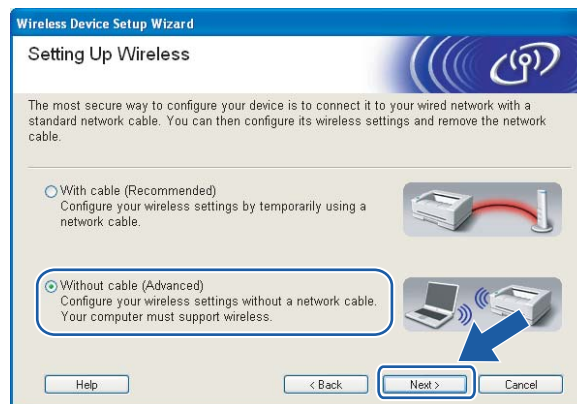 Wireless Device Setup Wizard
Setting Up Wireless
The most secure way to configure your device is to connect it to your wired network with a
standard network cable. You can then configure its wireless settings and remove the network
cable.
With cable (Recommended)
Configure your wireless settings by temporarily using a
network cable.
Without cable (Advanced)
Configure your wireless settings without a network cable.
Your computer must support wireless.
Help
< Back
Next >
Cancel